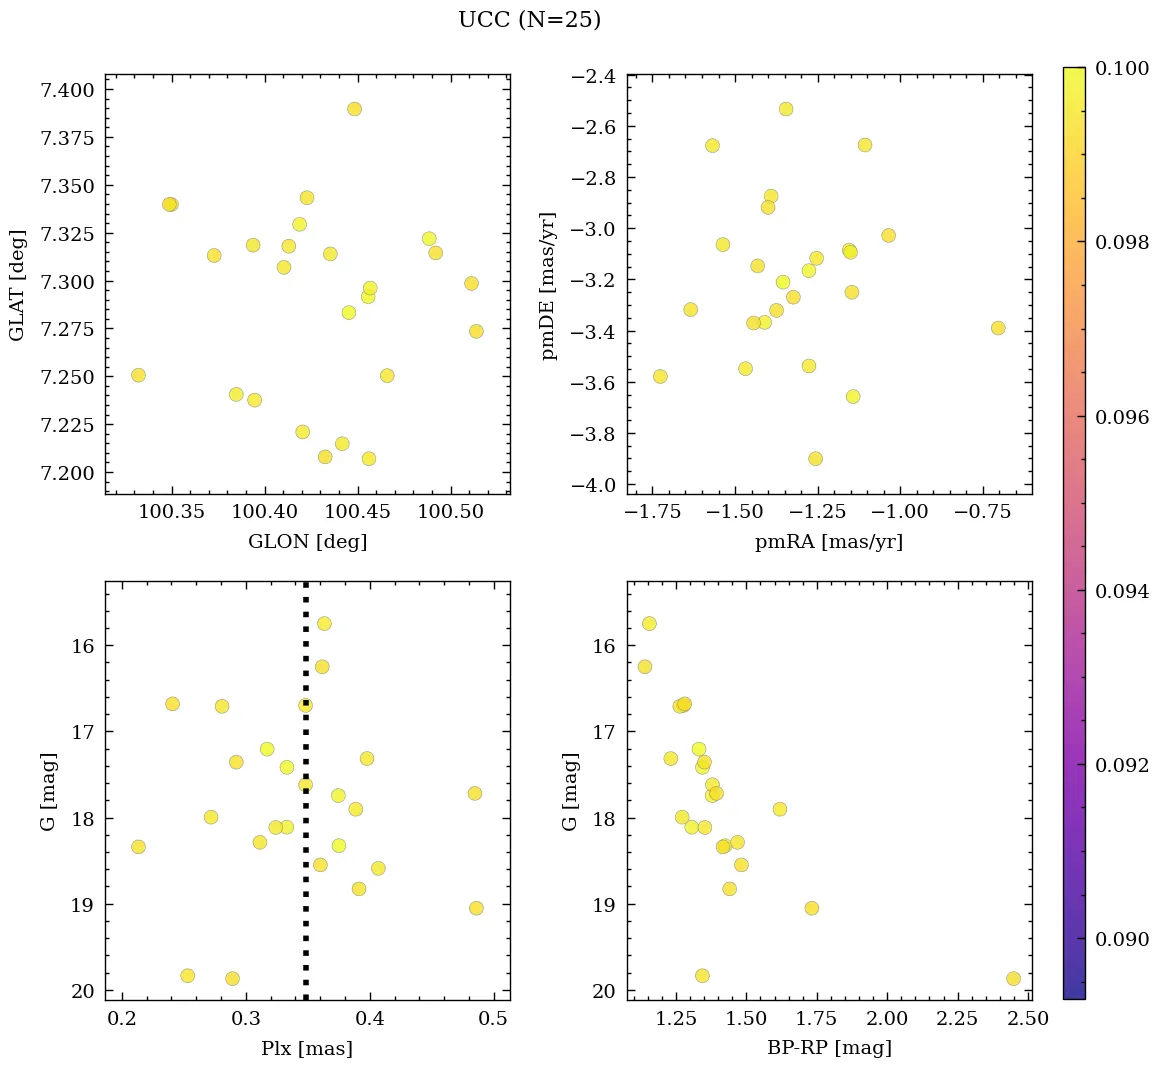 UCC (N=25)
7.400
7.375
7.350
7.325
7.300
7.275
7.250
7.225
7.200
GLAT [deg]
100.35 100.40 100.45 100.50
GLON [deg]
−2.4
−2.6
−2.8
−3.0
−3.2
−3.4
−3.6
−3.8
−4.0
pmDE [mas/yr]
−1.75 −1.50 −1.25 −1.00 −0.75
pmRA [mas/yr]
16
17
18
19
20
G [mag]
0.2 0.3 0.4 0.5
Plx [mas]
16
17
18
19
20
G [mag]
1.25 1.50 1.75 2.00 2.25 2.50
BP-RP [mag]
0.100
0.098
0.096
0.094
0.092
0.090